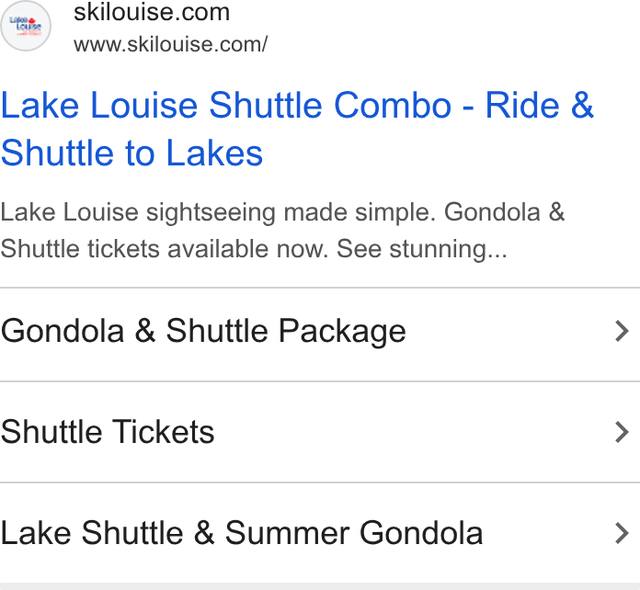 skilouise.com
www.skilouise.com/
Lake Louise Shuttle Combo - Ride &
Shuttle to Lakes
Lake Louise sightseeing made simple. Gondola &
Shuttle tickets available now. See stunning...
Gondola & Shuttle Package
Shuttle Tickets
Lake Shuttle & Summer Gondola